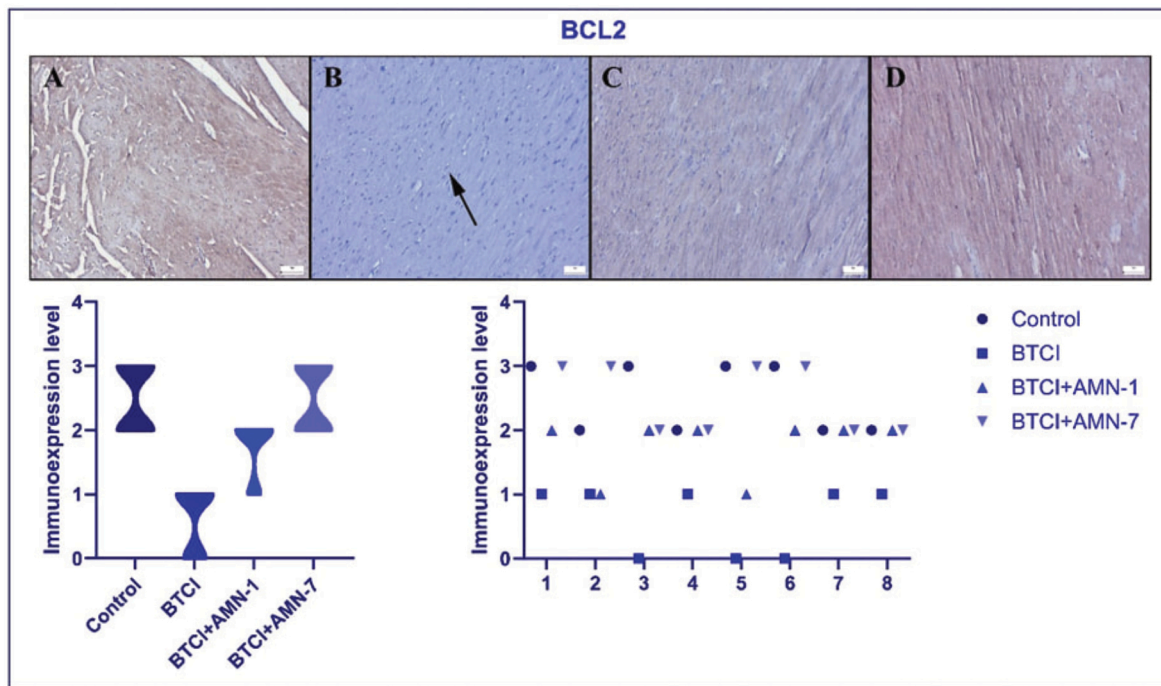 BCL2
A B C D
Immunoexpression level
4
3
2
1
0
Control
BTCI
BTCI+AMN-1
BTCI+AMN-7
Immunoexpression level
4
3
2
1
0
1 2 3 4 5 6 7 8
Control
BTCI
BTCI+AMN-1
BTCI+AMN-7